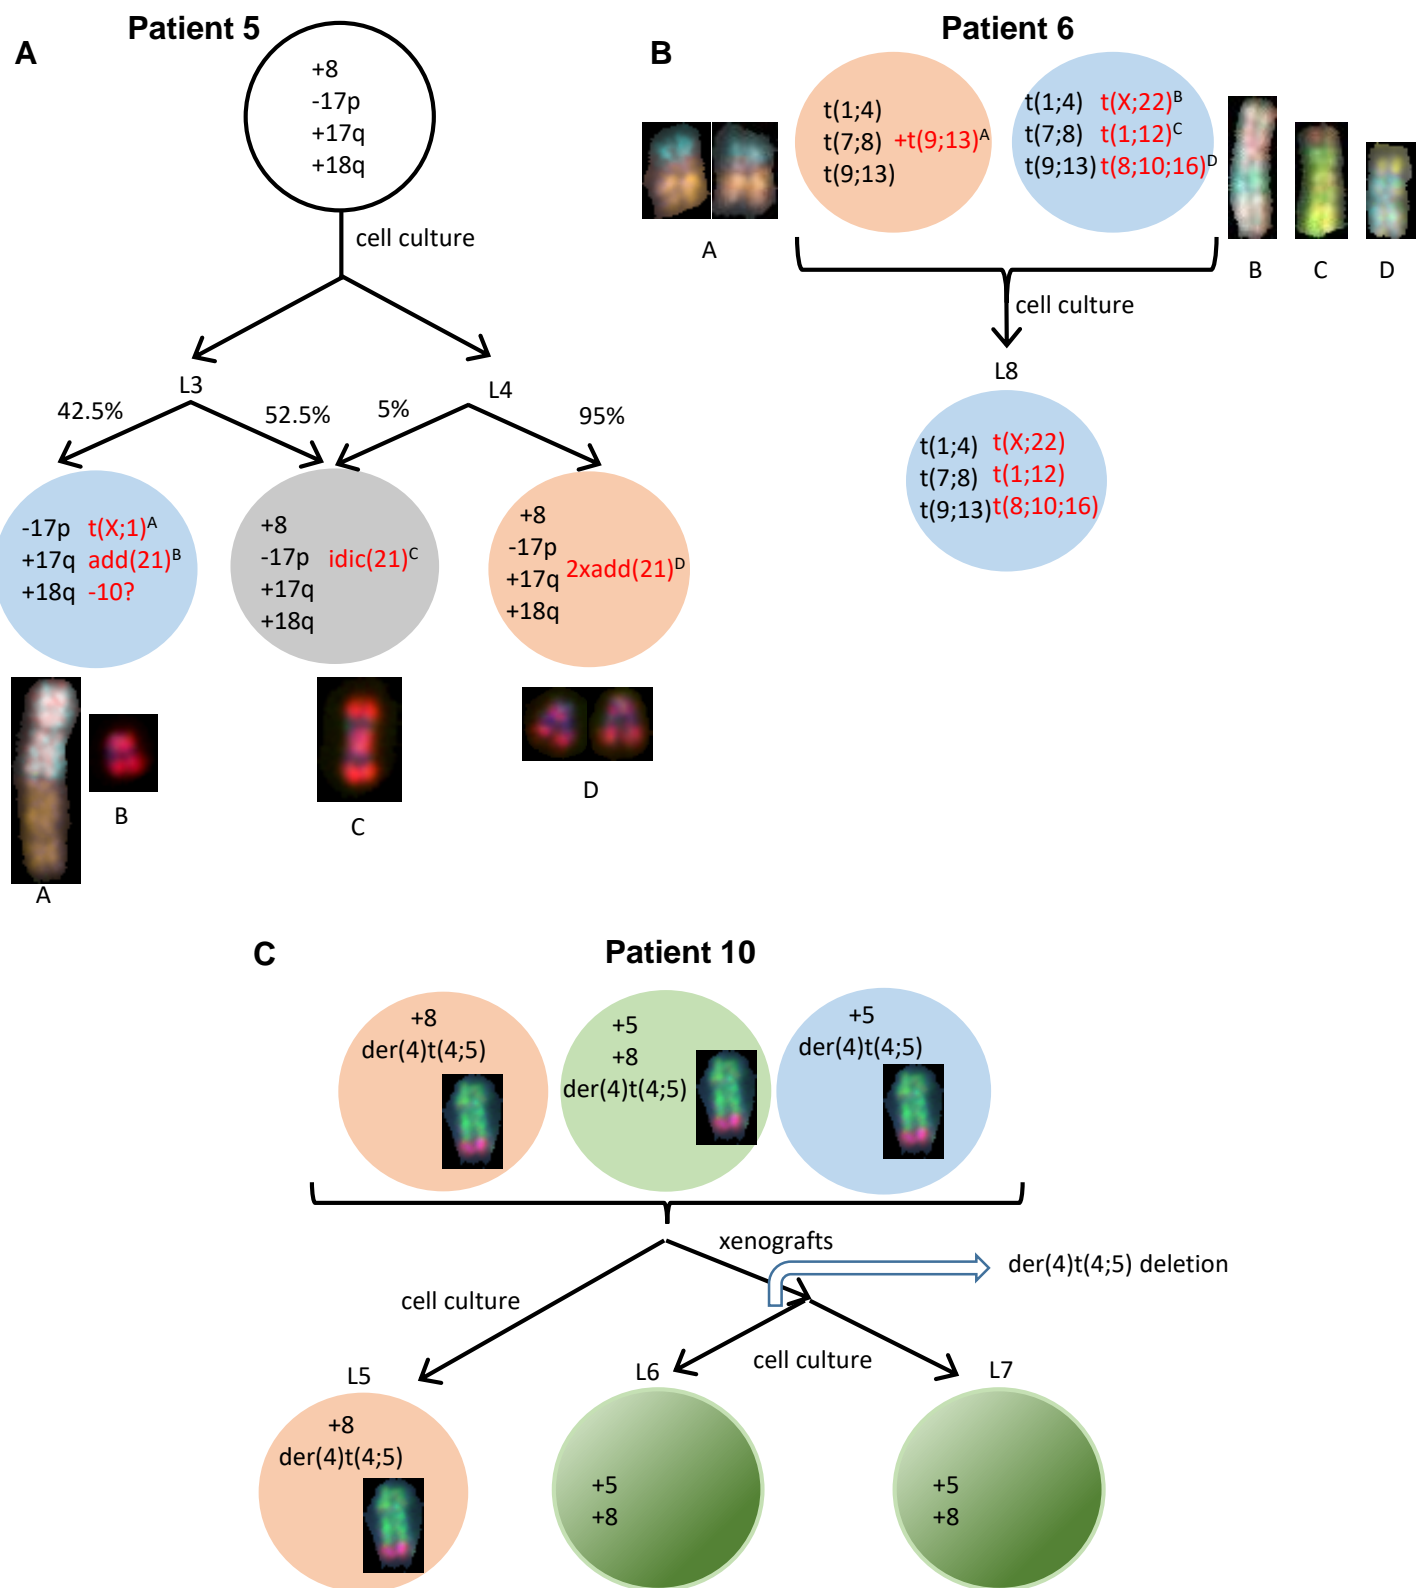 Patient 5
A
+8
-17p
+17q
+18q
cell culture
L3
L4
42.5%
52.5%
5%
95%
-17p t(X;1)A
+17q add(21)B
+18q -10?
+8
-17p idic(21)C
+17q
+18q
+8
-17p
+17q 2xadd(21)D
+18q
A
B
C
D
Patient 6
B
t(1;4)
t(7;8) +t(9;13)A
t(9;13)
t(1;4) t(X;22)B
t(7;8) t(1;12)C
t(9;13) t(8;10;16)D
A
B
C
D
cell culture
L8
t(1;4) t(X;22)
t(7;8) t(1;12)
t(9;13) t(8;10;16)
C
Patient 10
+8
der(4)t(4;5)
+5
+8
der(4)t(4;5)
+5
der(4)t(4;5)
xenografts
der(4)t(4;5) deletion
cell culture
cell culture
L5
L6
L7
+8
der(4)t(4;5)
+5
+8
+5
+8